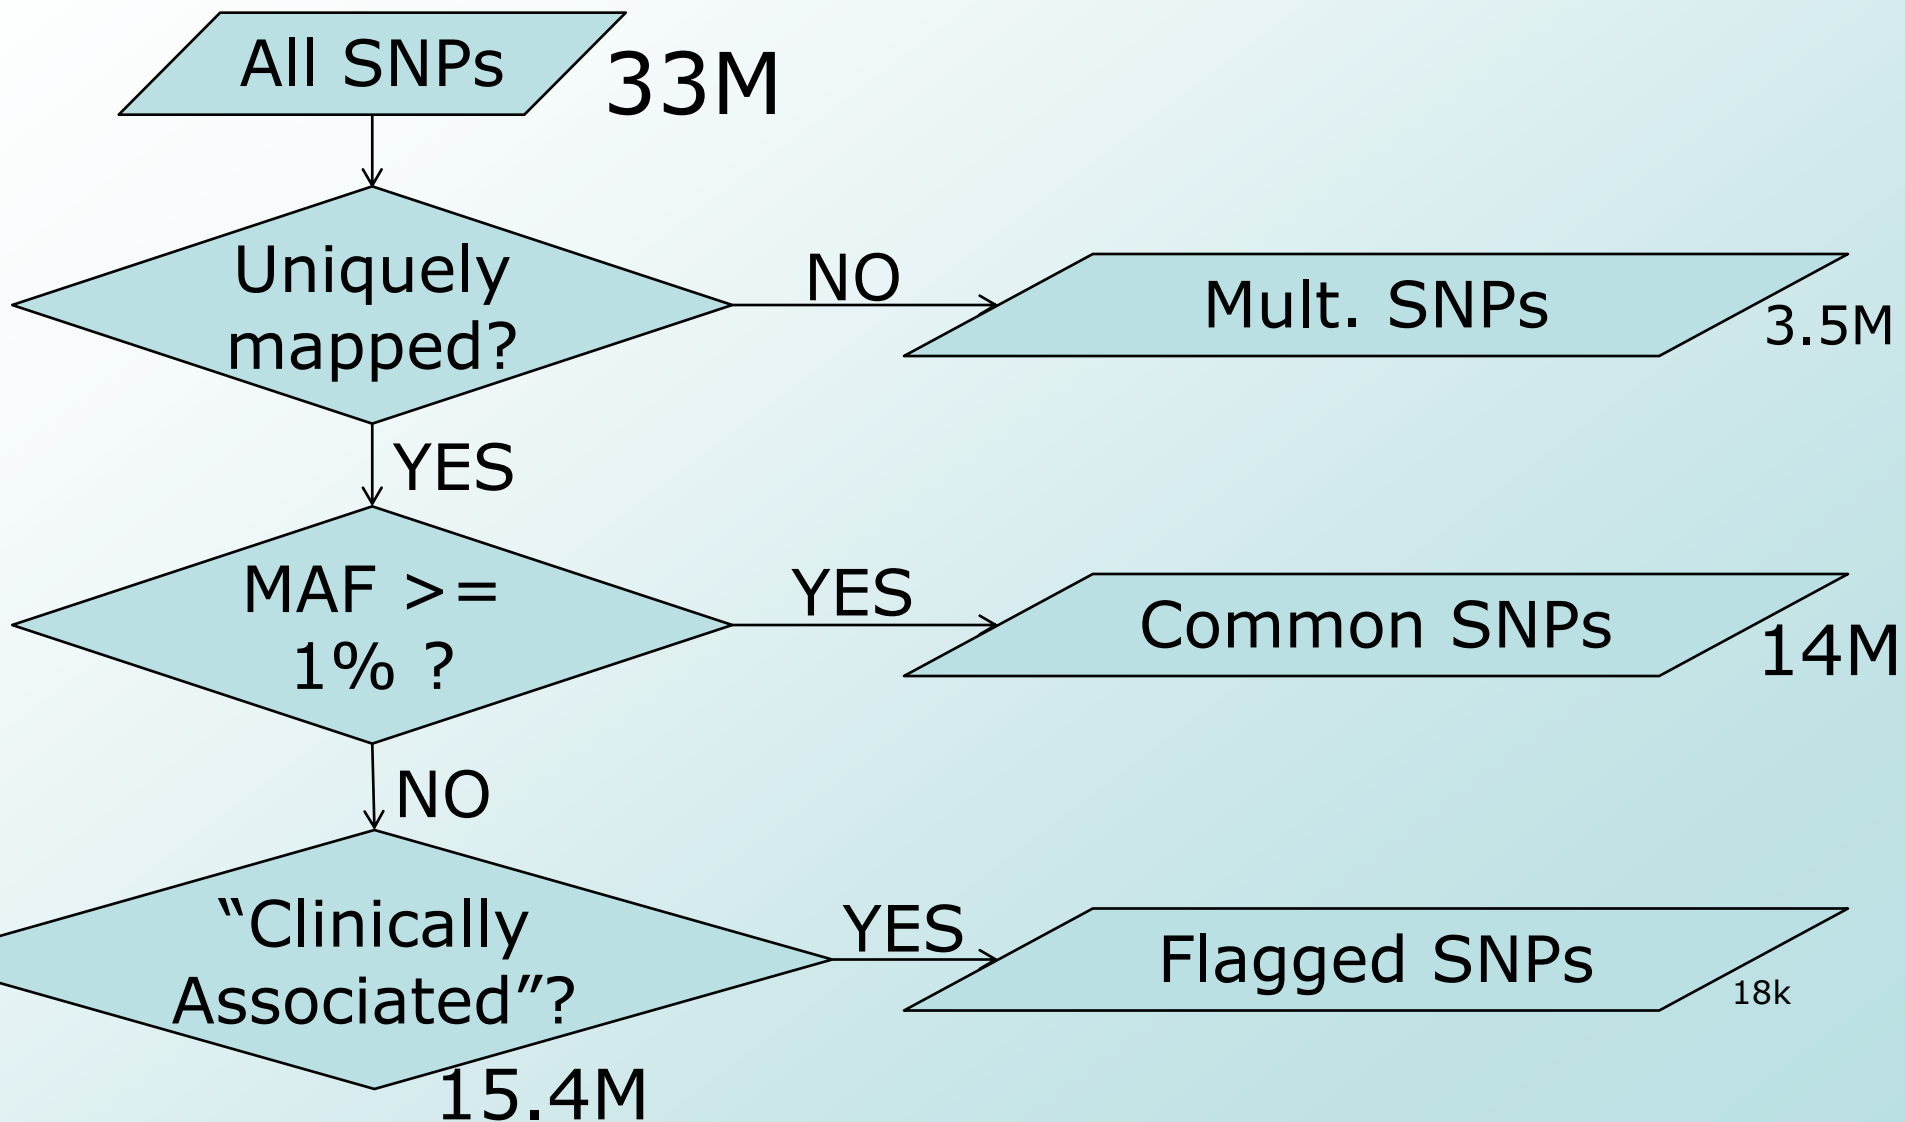 All SNPs
33M
Uniquely
mapped?
NO
Mult. SNPs
3.5M
YES
MAF >=
1% ?
YES
Common SNPs
14M
NO
“Clinically
Associated”?
YES
Flagged SNPs
18k
15.4M